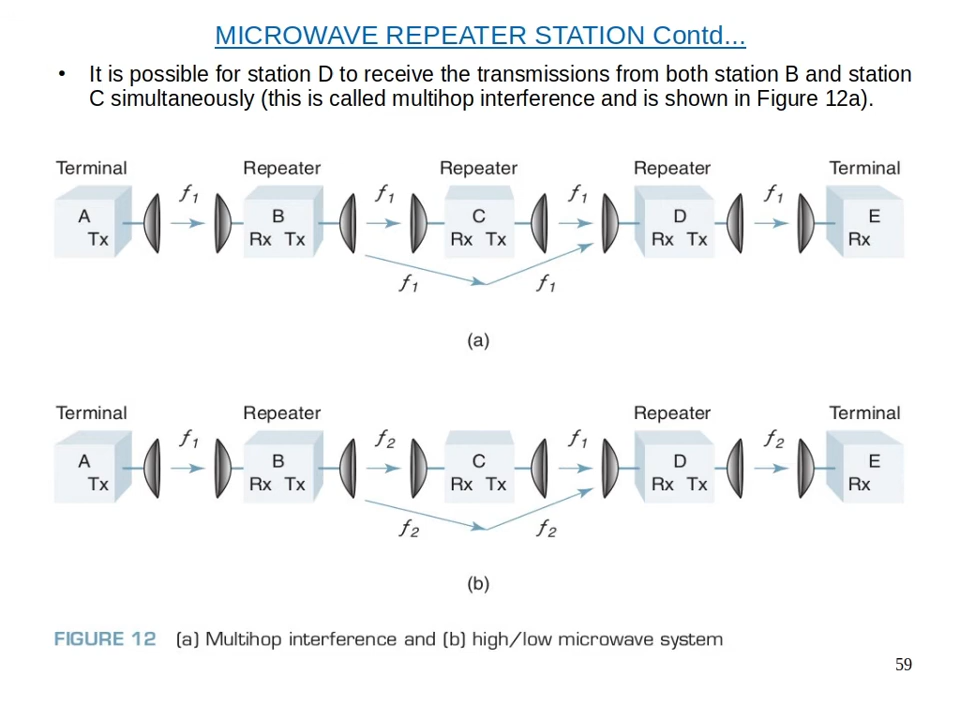 MICROWAVE REPEATER STATION Contd...
• It is possible for station D to receive the transmissions from both station B and station
C simultaneously (this is called multihop interference and is shown in Figure 12a).
Terminal Repeater Repeater Repeater Terminal
f1 f1 f1 f1
A B C D E
Tx Rx Tx Rx Tx Rx Tx Rx
f1 f1
(a)
Terminal Repeater Repeater Terminal
f1 f2 f1 f2
A B C D E
Tx Rx Tx Rx Tx Rx Tx Rx
f2 f2
(b)
FIGURE 12 (a) Multihop interference and (b) high/low microwave system
59